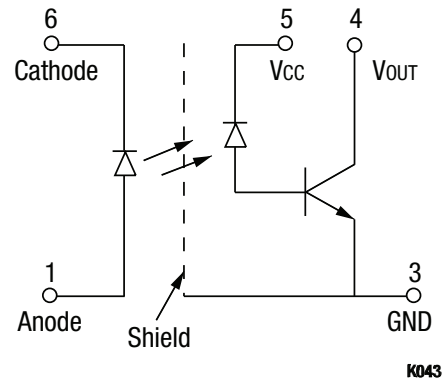 6
Cathode
5
VCC
4
VOUT
1
Anode
Shield
3
GND
K043